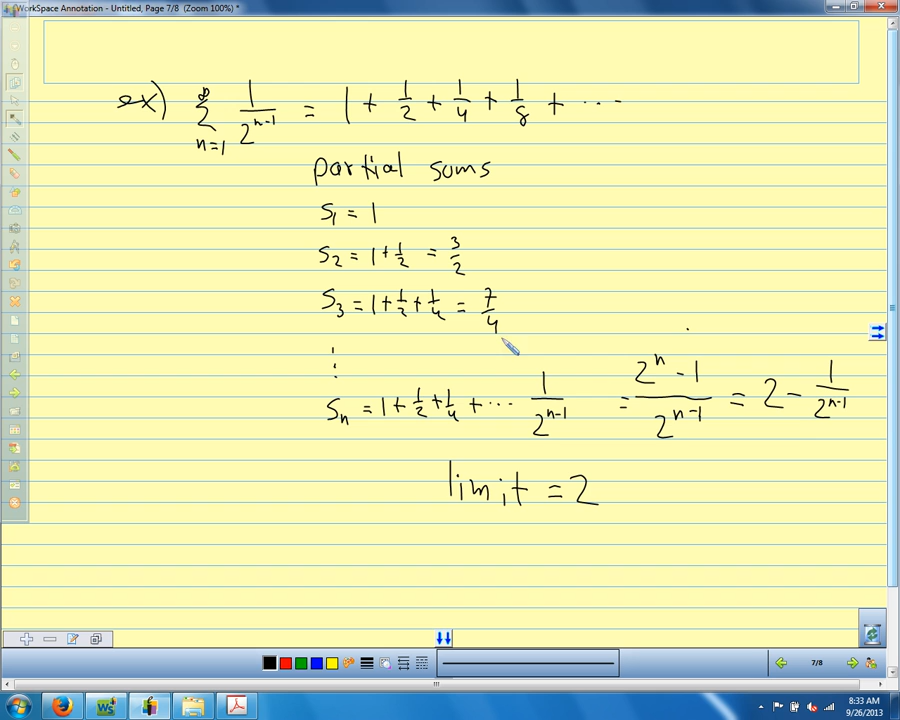 WorkSpace Annotation - Untitled, Page 7/8 (Zoom 100%) *
ex) ∞∑n=1 1/2^(n-1) = 1 + 1/2 + 1/4 + 1/8 + ···
partial sums
S₁ = 1
S₂ = 1 + 1/2 = 3/2
S₃ = 1 + 1/2 + 1/4 = 7/4
⋮
Sₙ = 1 + 1/2 + 1/4 + ··· 1/2^(n-1) = (2^n - 1)/2^(n-1) = 2 - 1/2^(n-1)
limit = 2
7/8
8:33 AM
9/26/2013